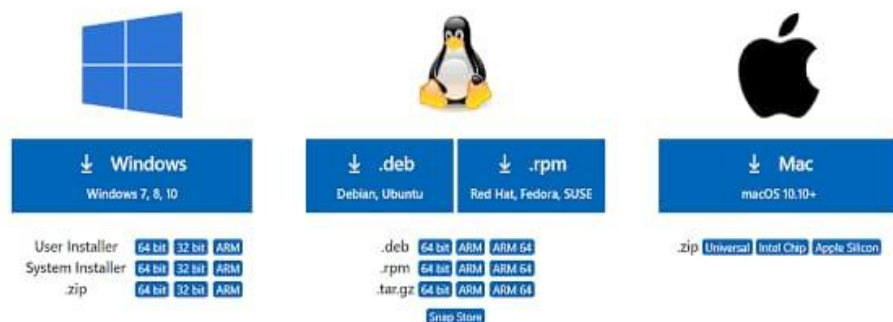 Windows
Windows 7, 8, 10
User Installer 64 bit 32 bit ARM
System Installer 64 bit 32 bit ARM
.zip 64 bit 32 bit ARM
.deb
Debian, Ubuntu
.rpm
Red Hat, Fedora, SUSE
.deb 64 bit ARM ARM 64
.rpm 64 bit ARM ARM 64
.tar.gz 64 bit ARM ARM 64
Snap Store
Mac
macOS 10.10+
.zip Universal Intel Chip Apple Silicon